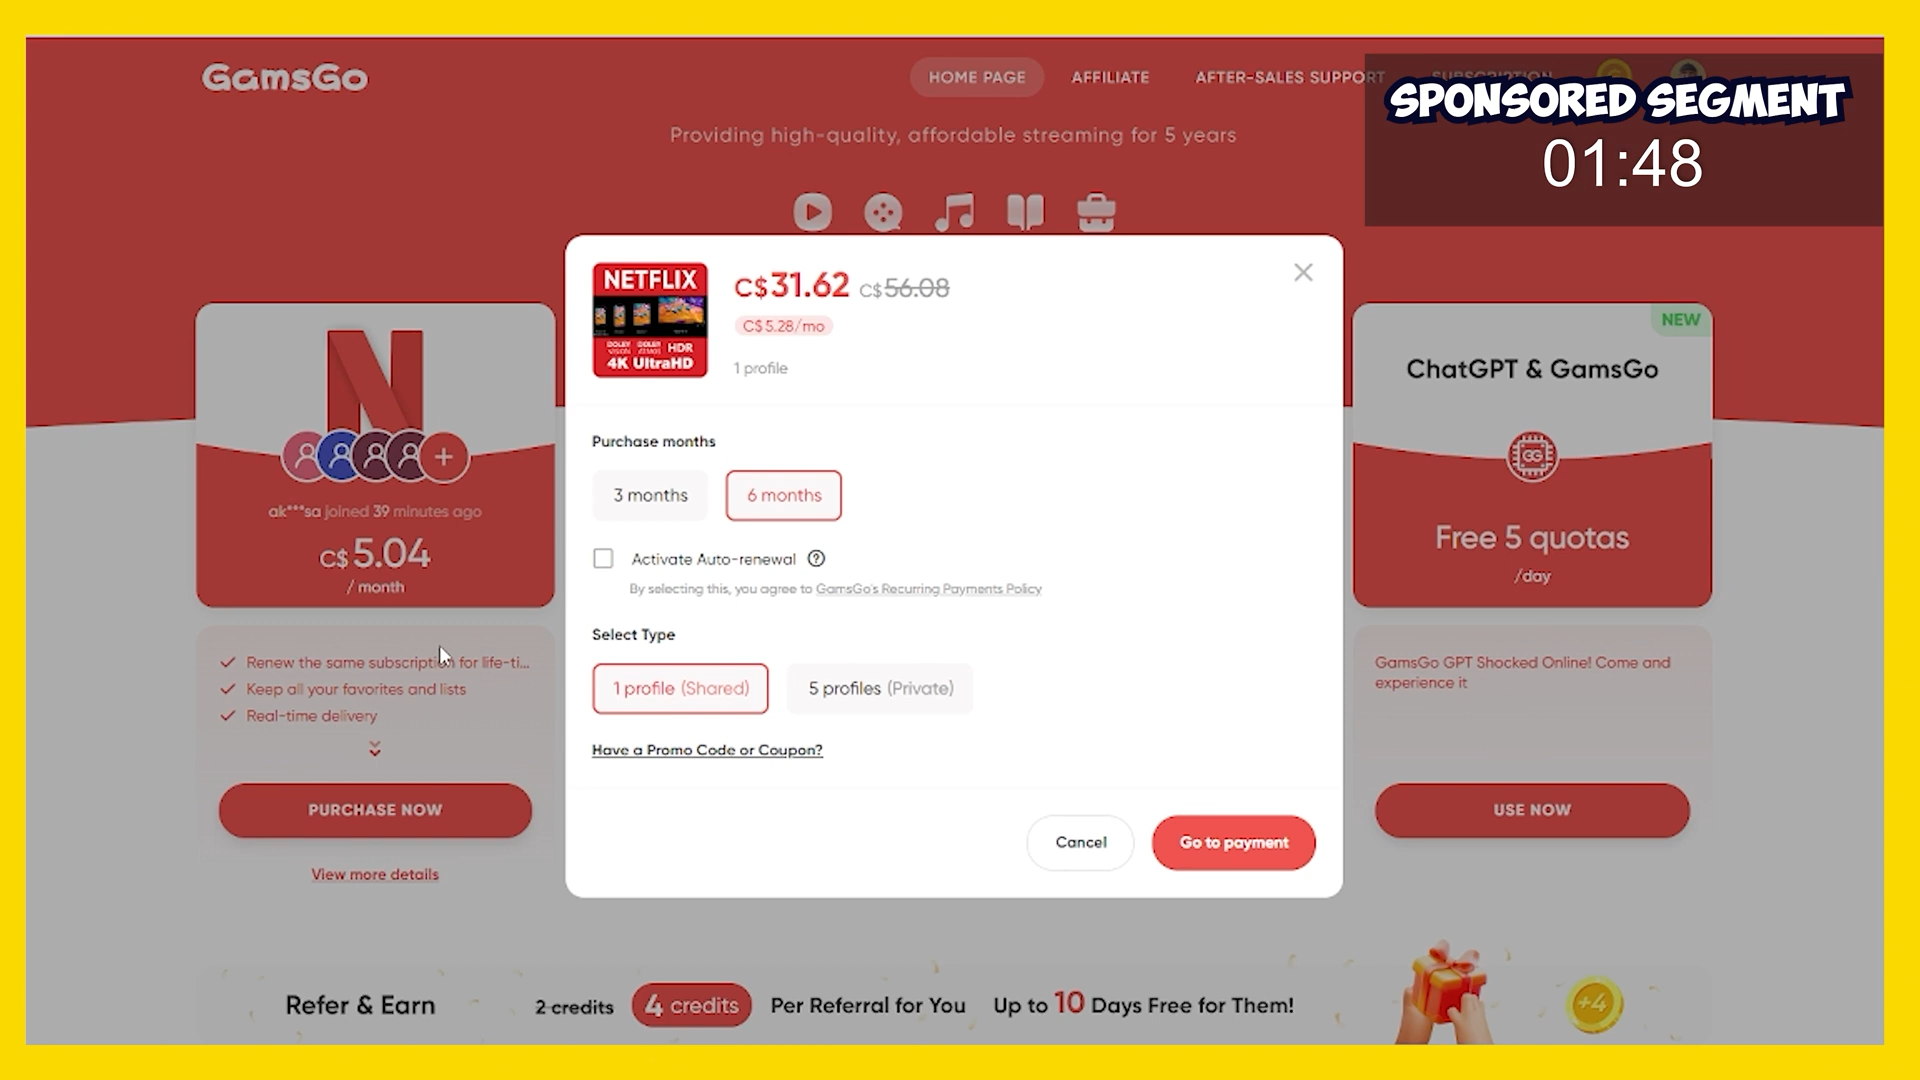 GamsGo
HOME PAGE
AFFILIATE
AFTER-SALES SUPPORT
SUBSCRIPTION
SPONSORED SEGMENT
01:48
Providing high-quality, affordable streaming for 5 years
NETFLIX
DOLBY VISION
DOLBY ATMOS
HDR
4K UltraHD
C$31.62 C$56.08
C$5.28/mo
1 profile
Purchase months
3 months
6 months
Activate Auto-renewal ?
By selecting this, you agree to GamsGo's Recurring Payments Policy
Select Type
1 profile (Shared)
5 profiles (Private)
Have a Promo Code or Coupon?
Cancel
Go to payment
N
ak***sa joined 39 minutes ago
C$5.04
/ month
Renew the same subscription for life-ti...
Keep all your favorites and lists
Real-time delivery
PURCHASE NOW
View more details
NEW
ChatGPT & GamsGo
GG
Free 5 quotas
/day
GamsGo GPT Shocked Online! Come and
experience it
USE NOW
Refer & Earn
2 credits
4 credits
Per Referral for You
Up to 10 Days Free for Them!
+4